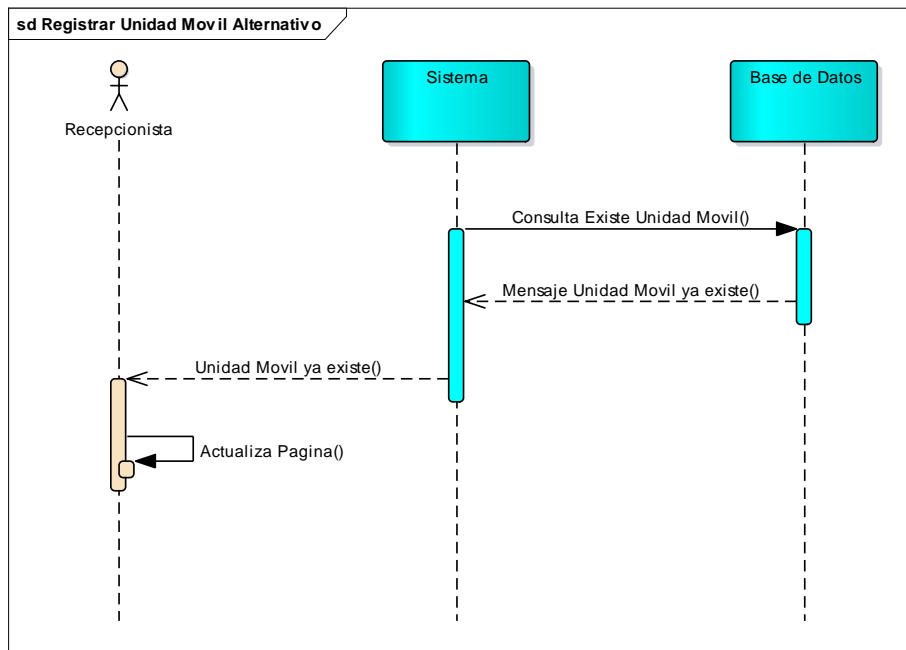 sd Registrar Unidad Movil Alternativo
Sistema
Base de Datos
Recepcionista
Consulta Existe Unidad Movil()
Mensaje Unidad Movil ya existe()
Unidad Movil ya existe()
Actualiza Pagina()